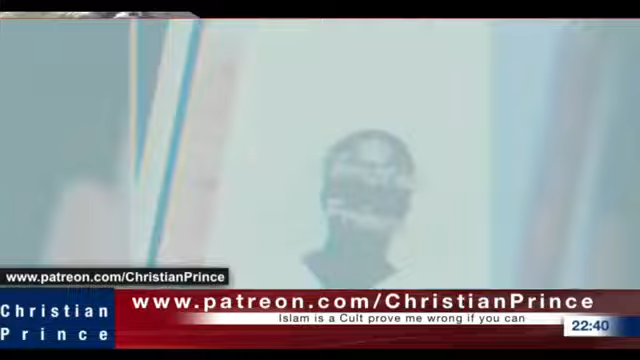 www.patreon.com/ChristianPrince
www.patreon.com/ChristianPrince
Islam is a Cult prove me wrong if you can
Christian
Prince
22:40